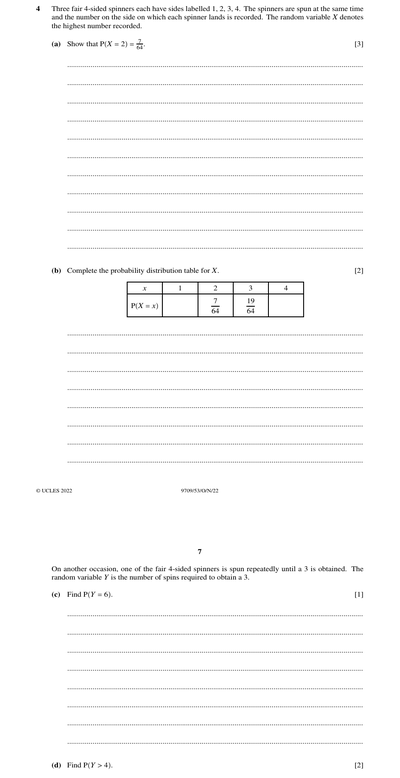 4 Three fair 4-sided spinners each have sides labelled 1, 2, 3, 4. The spinners are spun at the same time
and the number on the side on which each spinner lands is recorded. The random variable X denotes
the highest number recorded.
(a) Show that P(X = 2) = 7/64. [3]
(b) Complete the probability distribution table for X. [2]
x 1 2 3 4
P(X = x) 7/64 19/64
© UCLES 2022 9709/53/O/N/22
7
On another occasion, one of the fair 4-sided spinners is spun repeatedly until a 3 is obtained. The
random variable Y is the number of spins required to obtain a 3.
(c) Find P(Y = 6). [1]
(d) Find P(Y > 4). [2]